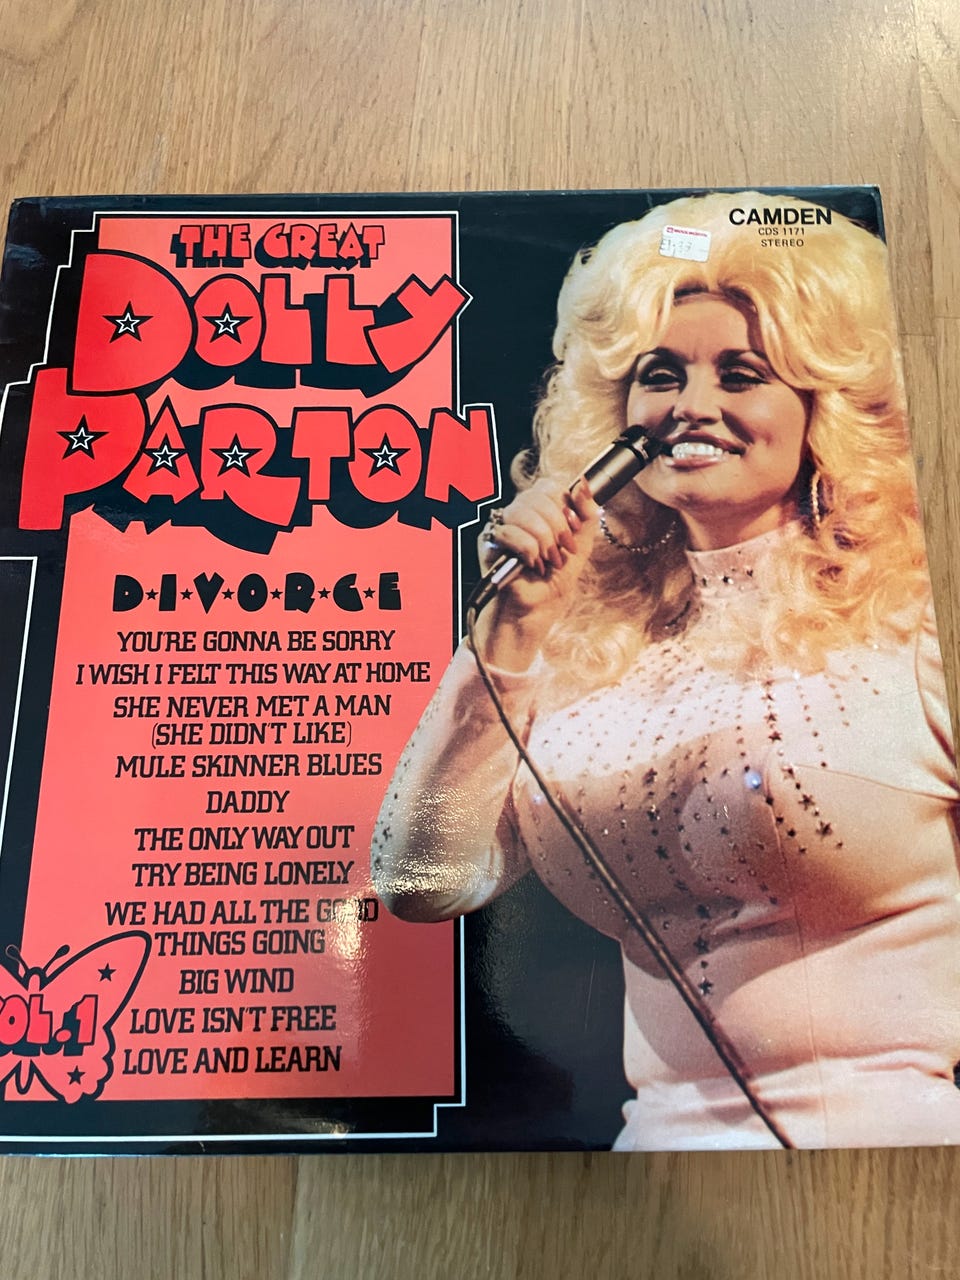 CAMDEN
CDS 1171
STEREO
WOOLWORTH
THE GREAT
DOLLY
PARTON
D·I·V·O·R·C·E
YOU'RE GONNA BE SORRY
I WISH I FELT THIS WAY AT HOME
SHE NEVER MET A MAN
(SHE DIDN'T LIKE)
MULE SKINNER BLUES
DADDY
THE ONLY WAY OUT
TRY BEING LONELY
WE HAD ALL THE GOOD
THINGS GOING
BIG WIND
LOVE ISN'T FREE
LOVE AND LEARN
VOL.1